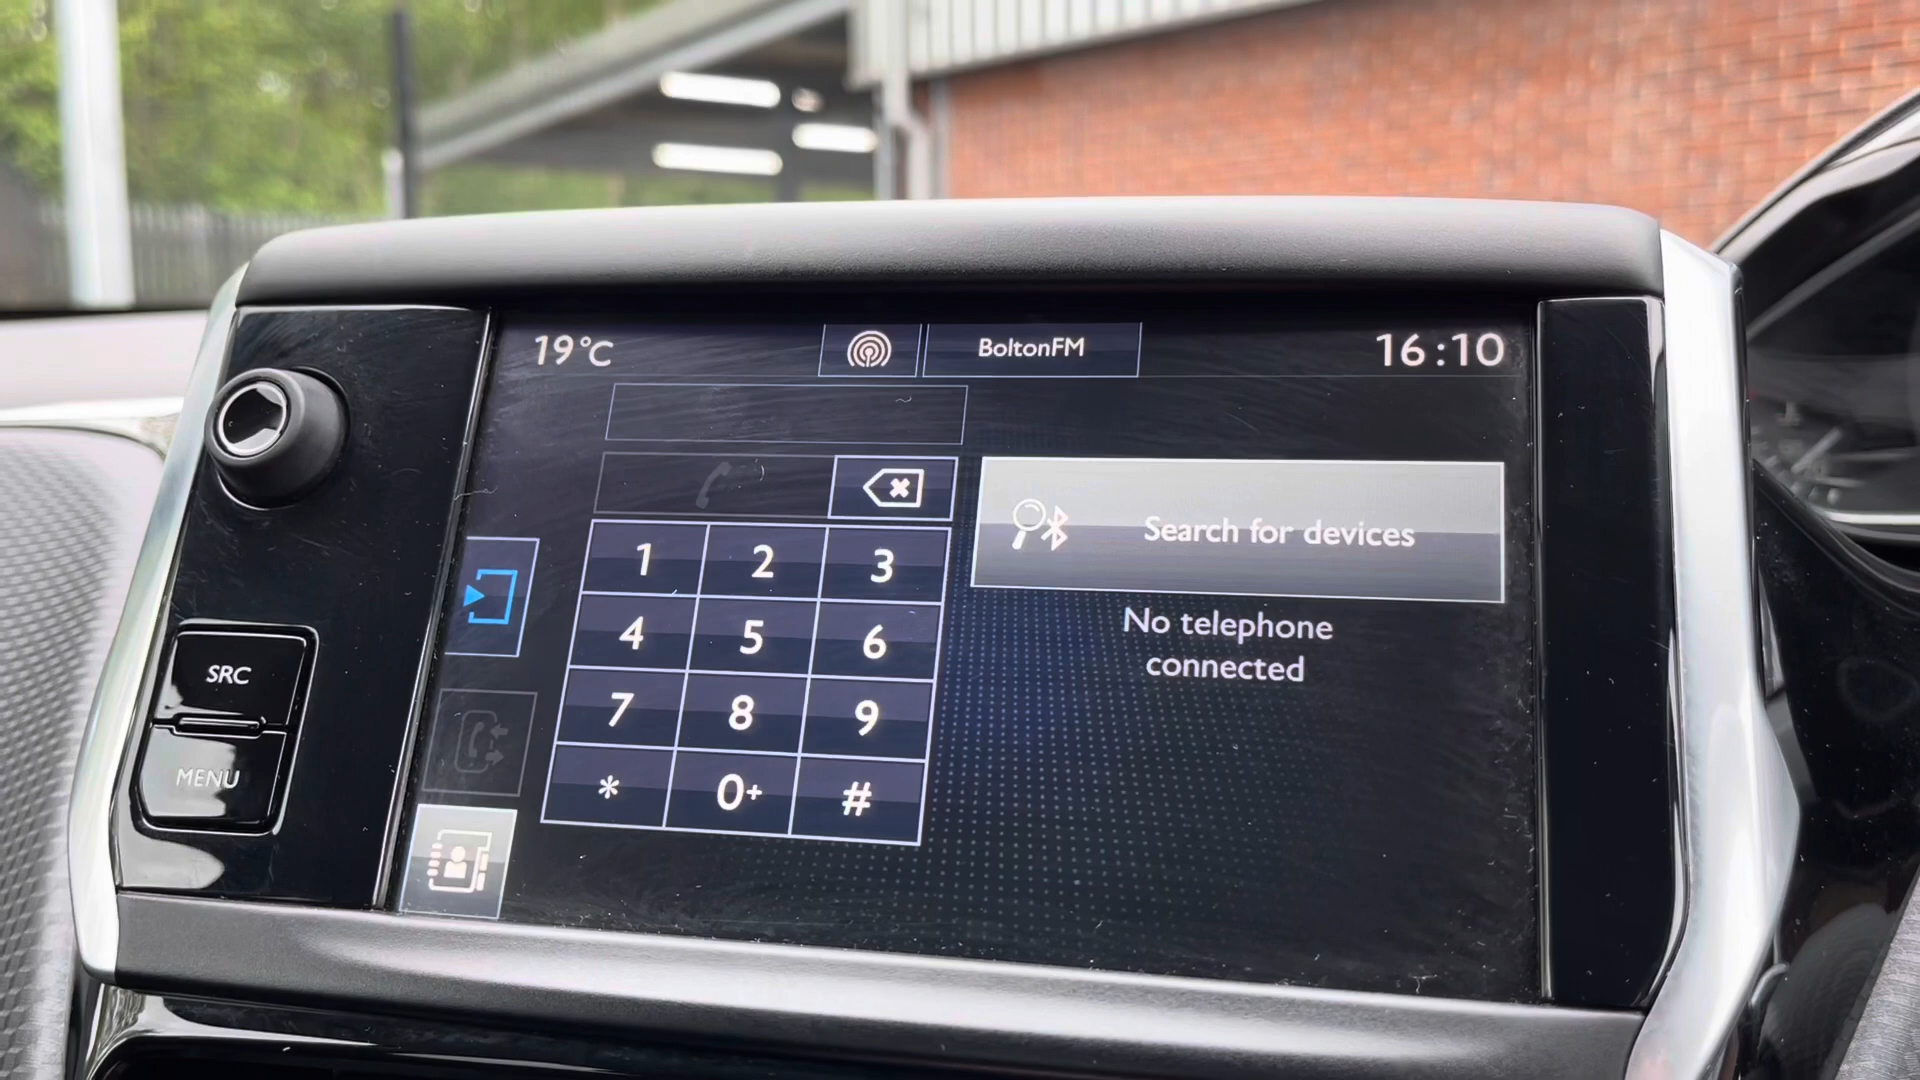 19°C
BoltonFM
16:10
1 2 3
4 5 6
7 8 9
* 0+ #
Search for devices
No telephone
connected
SRC
MENU